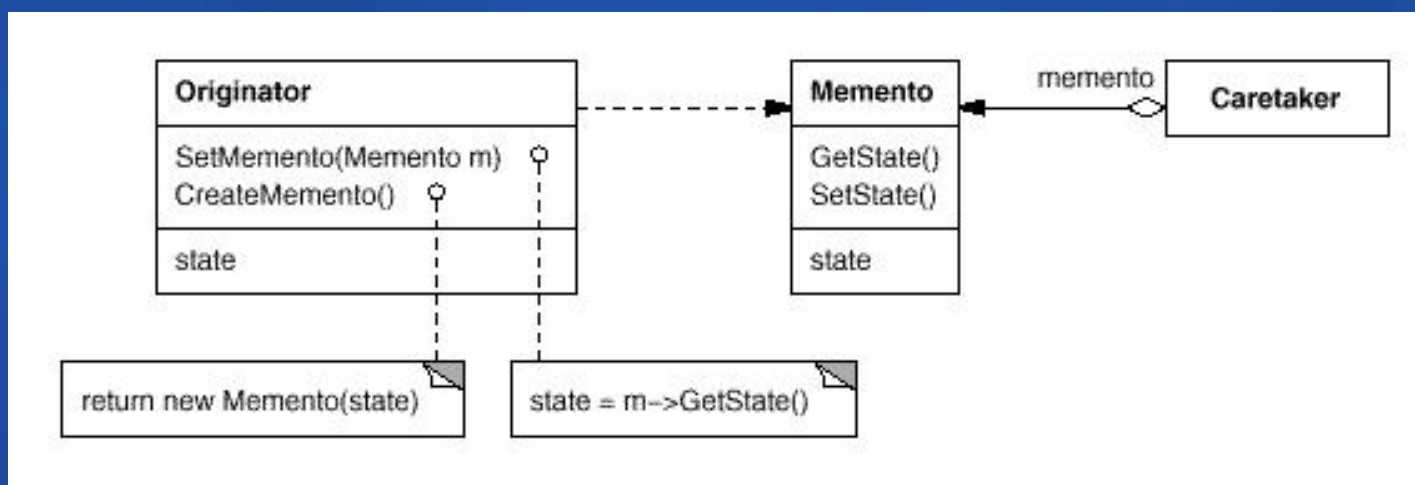 Originator
SetMemento(Memento m)
CreateMemento()
state
return new Memento(state)
state = m–>GetState()
Memento
GetState()
SetState()
state
memento
Caretaker